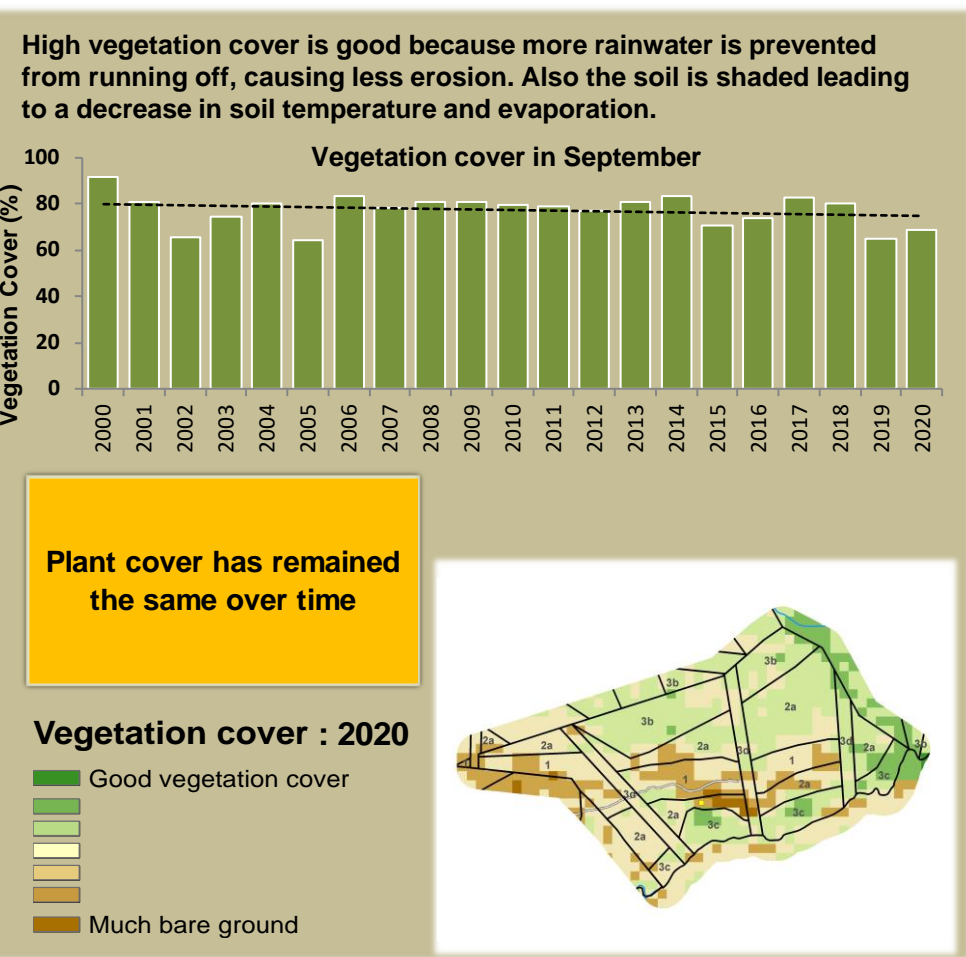 High vegetation cover is good because more rainwater is prevented
from running off, causing less erosion. Also the soil is shaded leading
to a decrease in soil temperature and evaporation.
Vegetation cover in September
Vegetation Cover (%)
100
80
60
40
20
0
2000 2001 2002 2003 2004 2005 2006 2007 2008 2009 2010 2011 2012 2013 2014 2015 2016 2017 2018 2019 2020
Plant cover has remained
the same over time
Vegetation cover : 2020
Good vegetation cover
Much bare ground
3b
3b
2a
3b
2a
2a
2a
3d
3d
2a
3b
1
1
1
3c
2a
3d
2a
3c
3c
2a
3c